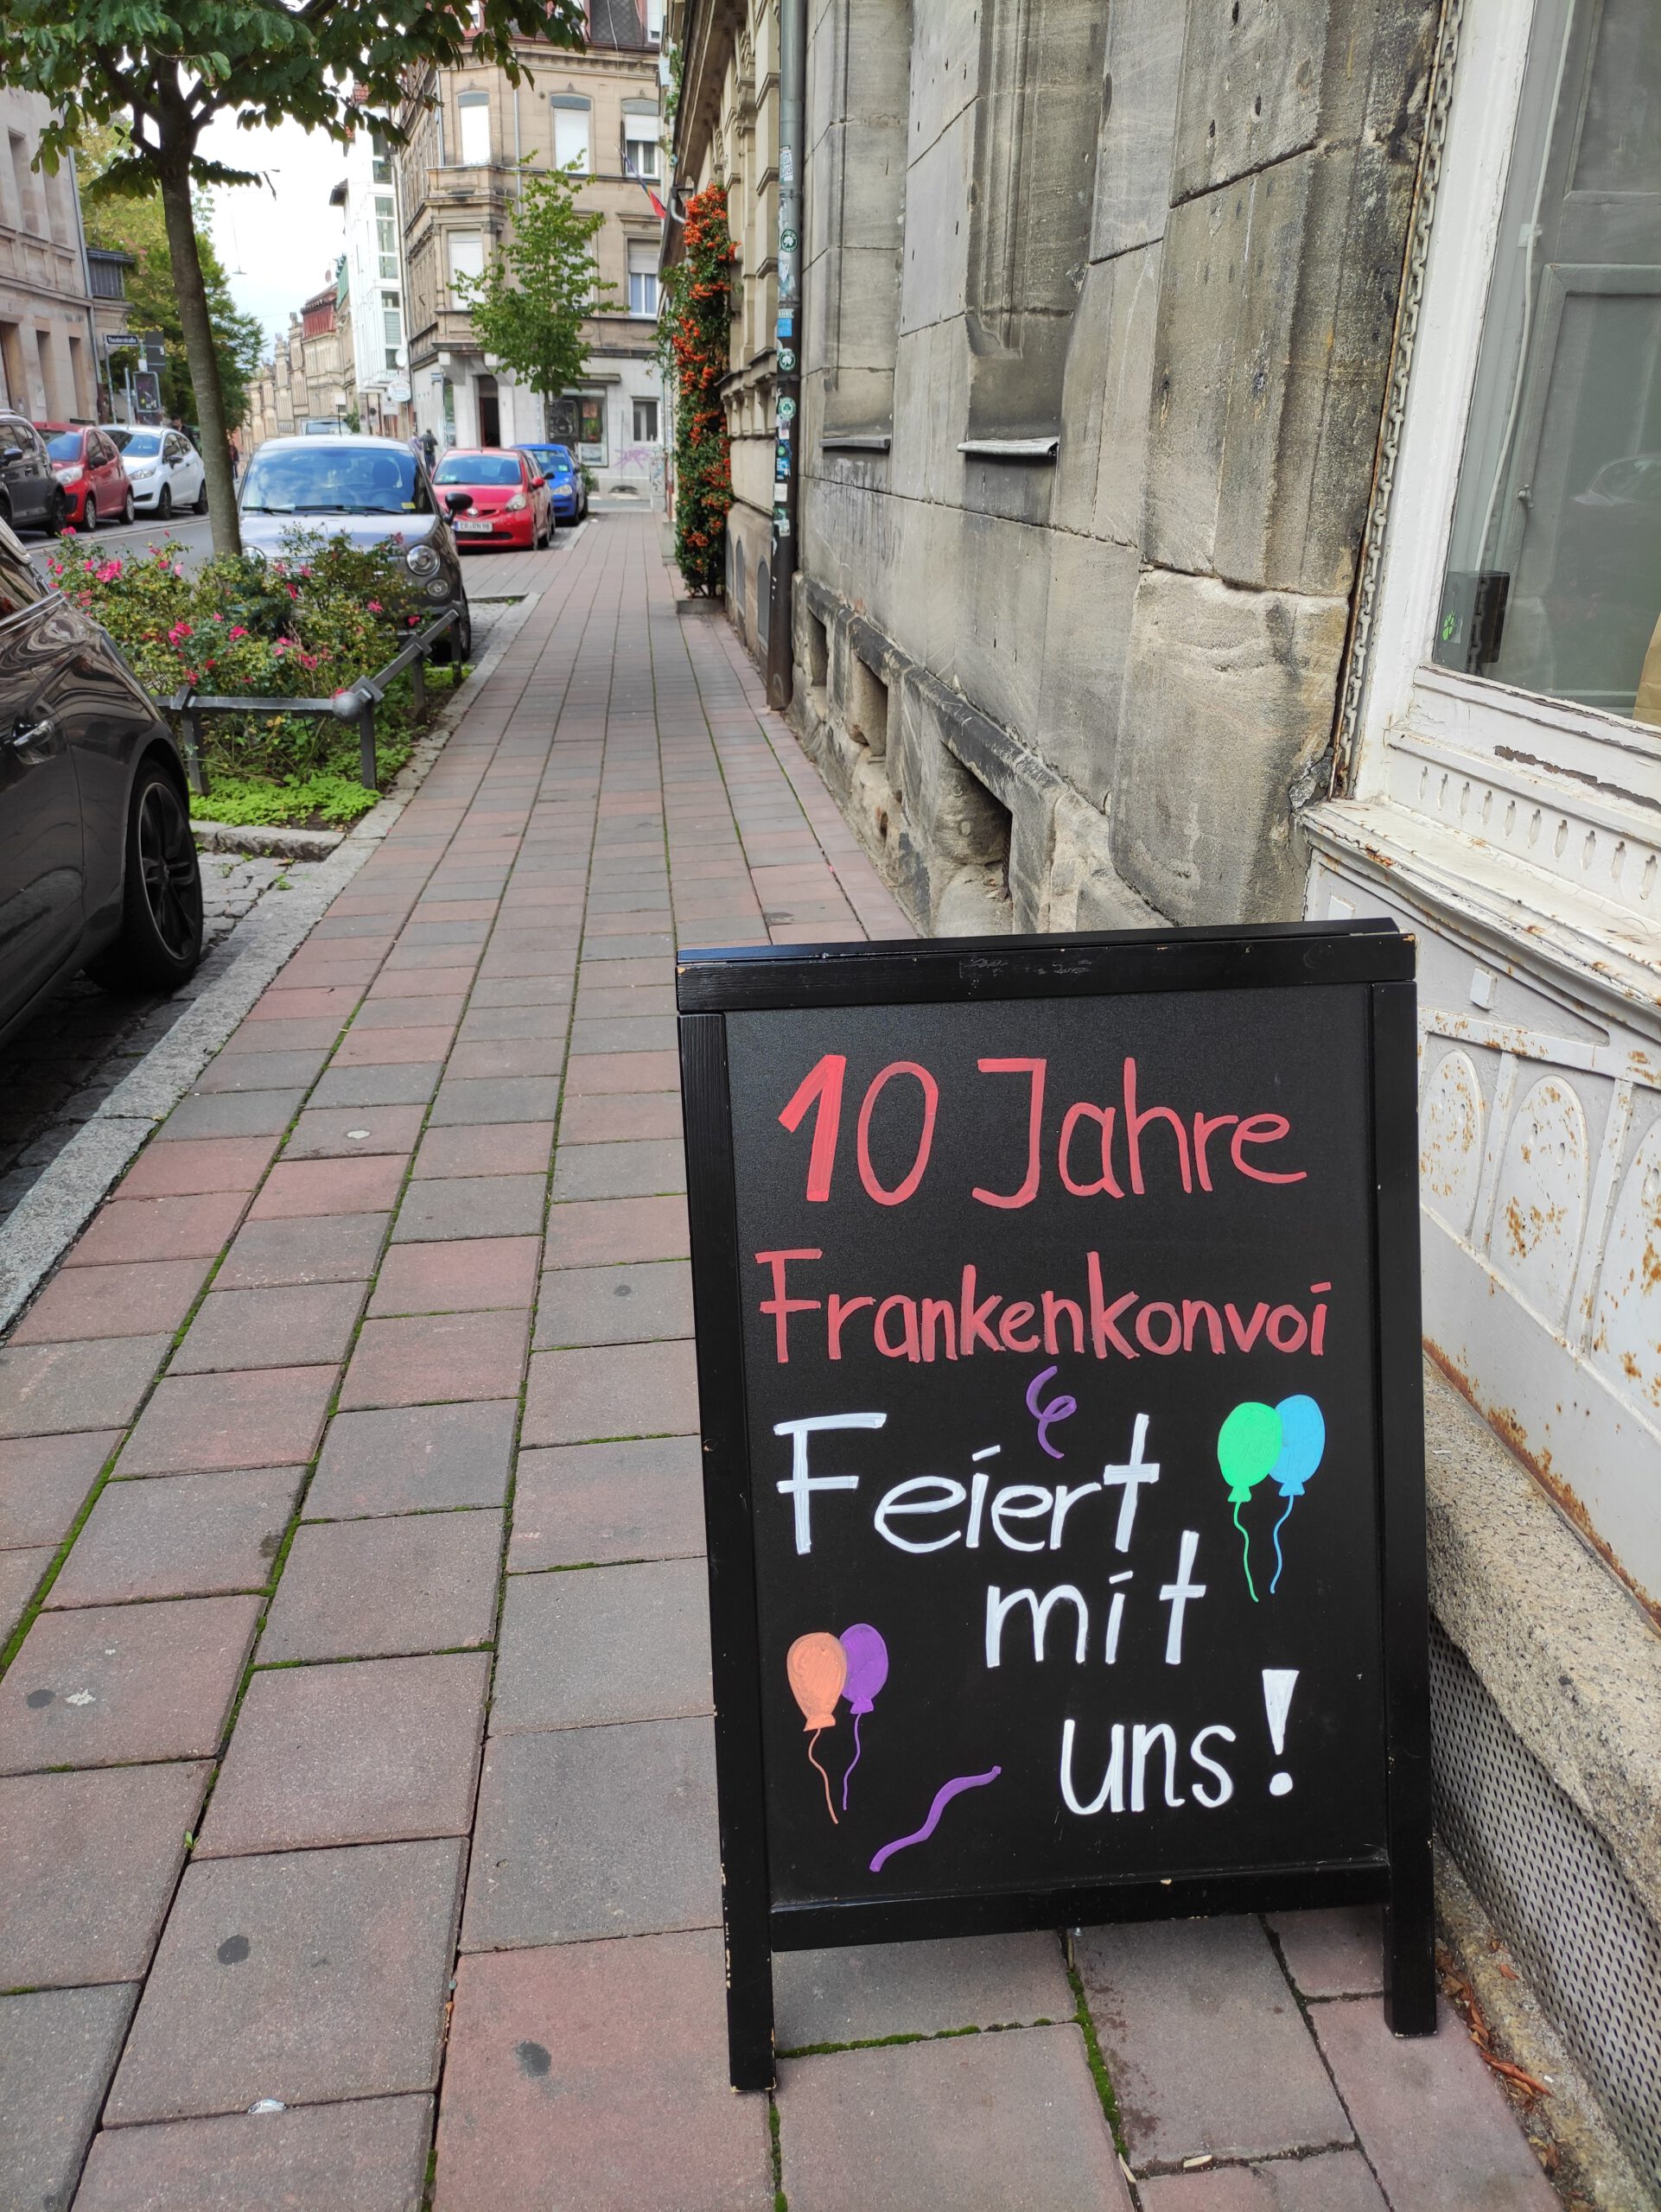 10 Jahre
Frankenkonvoi
Feiert
mit
uns!